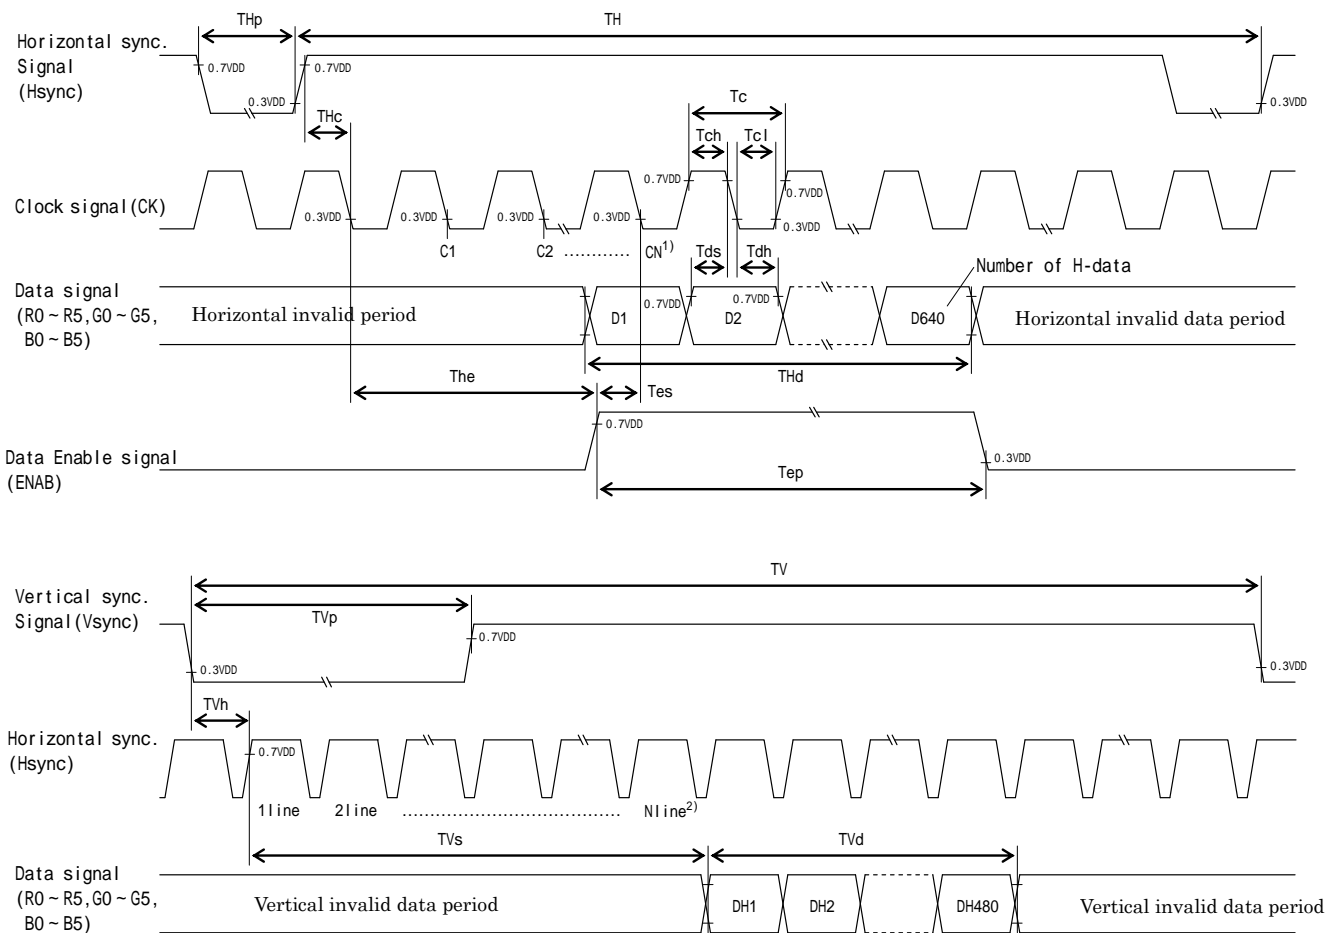 THp
TH
Horizontal sync.
Signal
(Hsync)
0.7VDD
0.7VDD
0.3VDD
0.3VDD
THc
Tc
Tch
Tcl
Clock signal(CK)
0.7VDD
0.7VDD
0.3VDD
0.3VDD
0.3VDD
0.3VDD
0.3VDD
C1
C2 ............ CN1)
Tds
Tdh
Number of H-data
Data signal
(R0~R5,G0~G5,
B0~B5)
Horizontal invalid period
0.7VDD
0.7VDD
D1
D2
D640
Horizontal invalid data period
THd
The
Tes
0.7VDD
Data Enable signal
(ENAB)
0.3VDD
Tep
TV
Vertical sync.
Signal(Vsync)
TVp
0.7VDD
0.3VDD
0.3VDD
TVh
Horizontal sync.
(Hsync)
0.7VDD
1line 2line ....................................... Nline2)
TVs
TVd
Data signal
(R0~R5,G0~G5,
B0~B5)
Vertical invalid data period
DH1
DH2
DH480
Vertical invalid data period